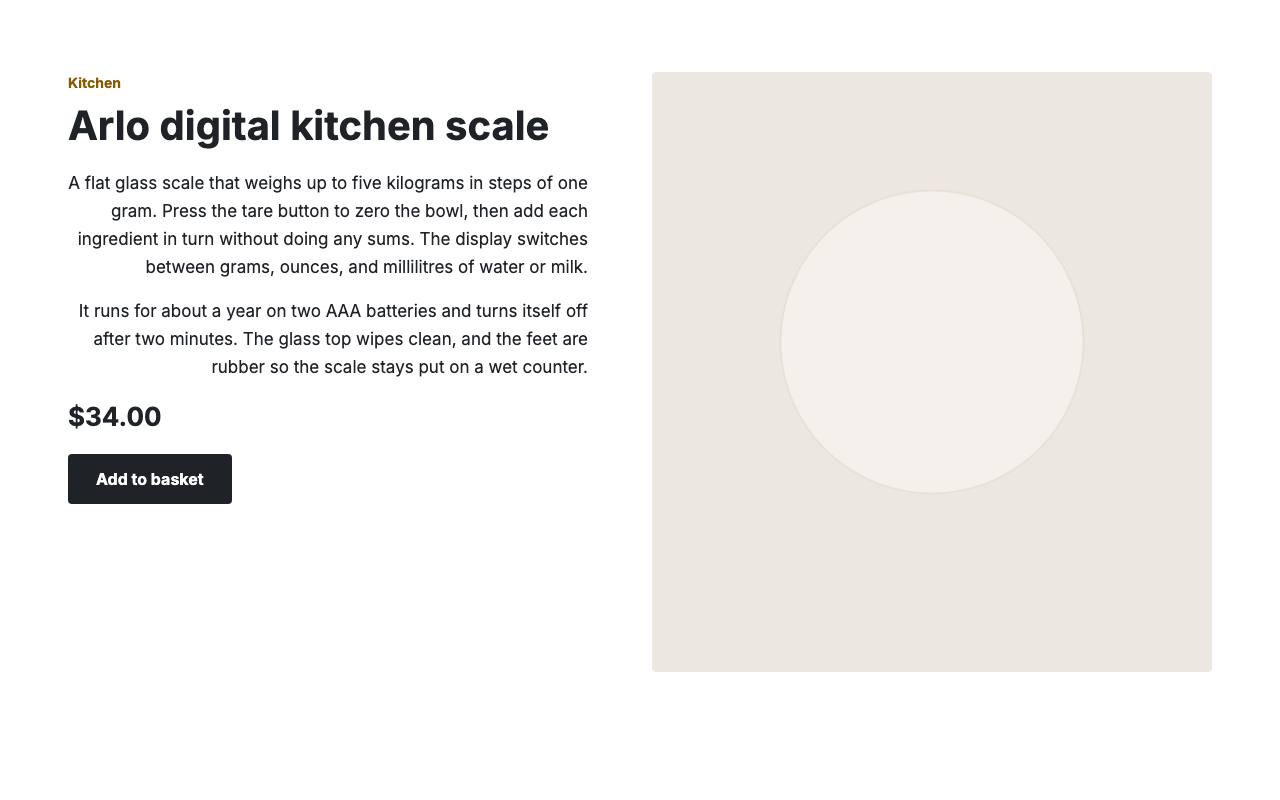 Kitchen
Arlo digital kitchen scale
A flat glass scale that weighs up to five kilograms in steps of one
gram. Press the tare button to zero the bowl, then add each
ingredient in turn without doing any sums. The display switches
between grams, ounces, and millilitres of water or milk.
It runs for about a year on two AAA batteries and turns itself off
after two minutes. The glass top wipes clean, and the feet are
rubber so the scale stays put on a wet counter.
$34.00
Add to basket